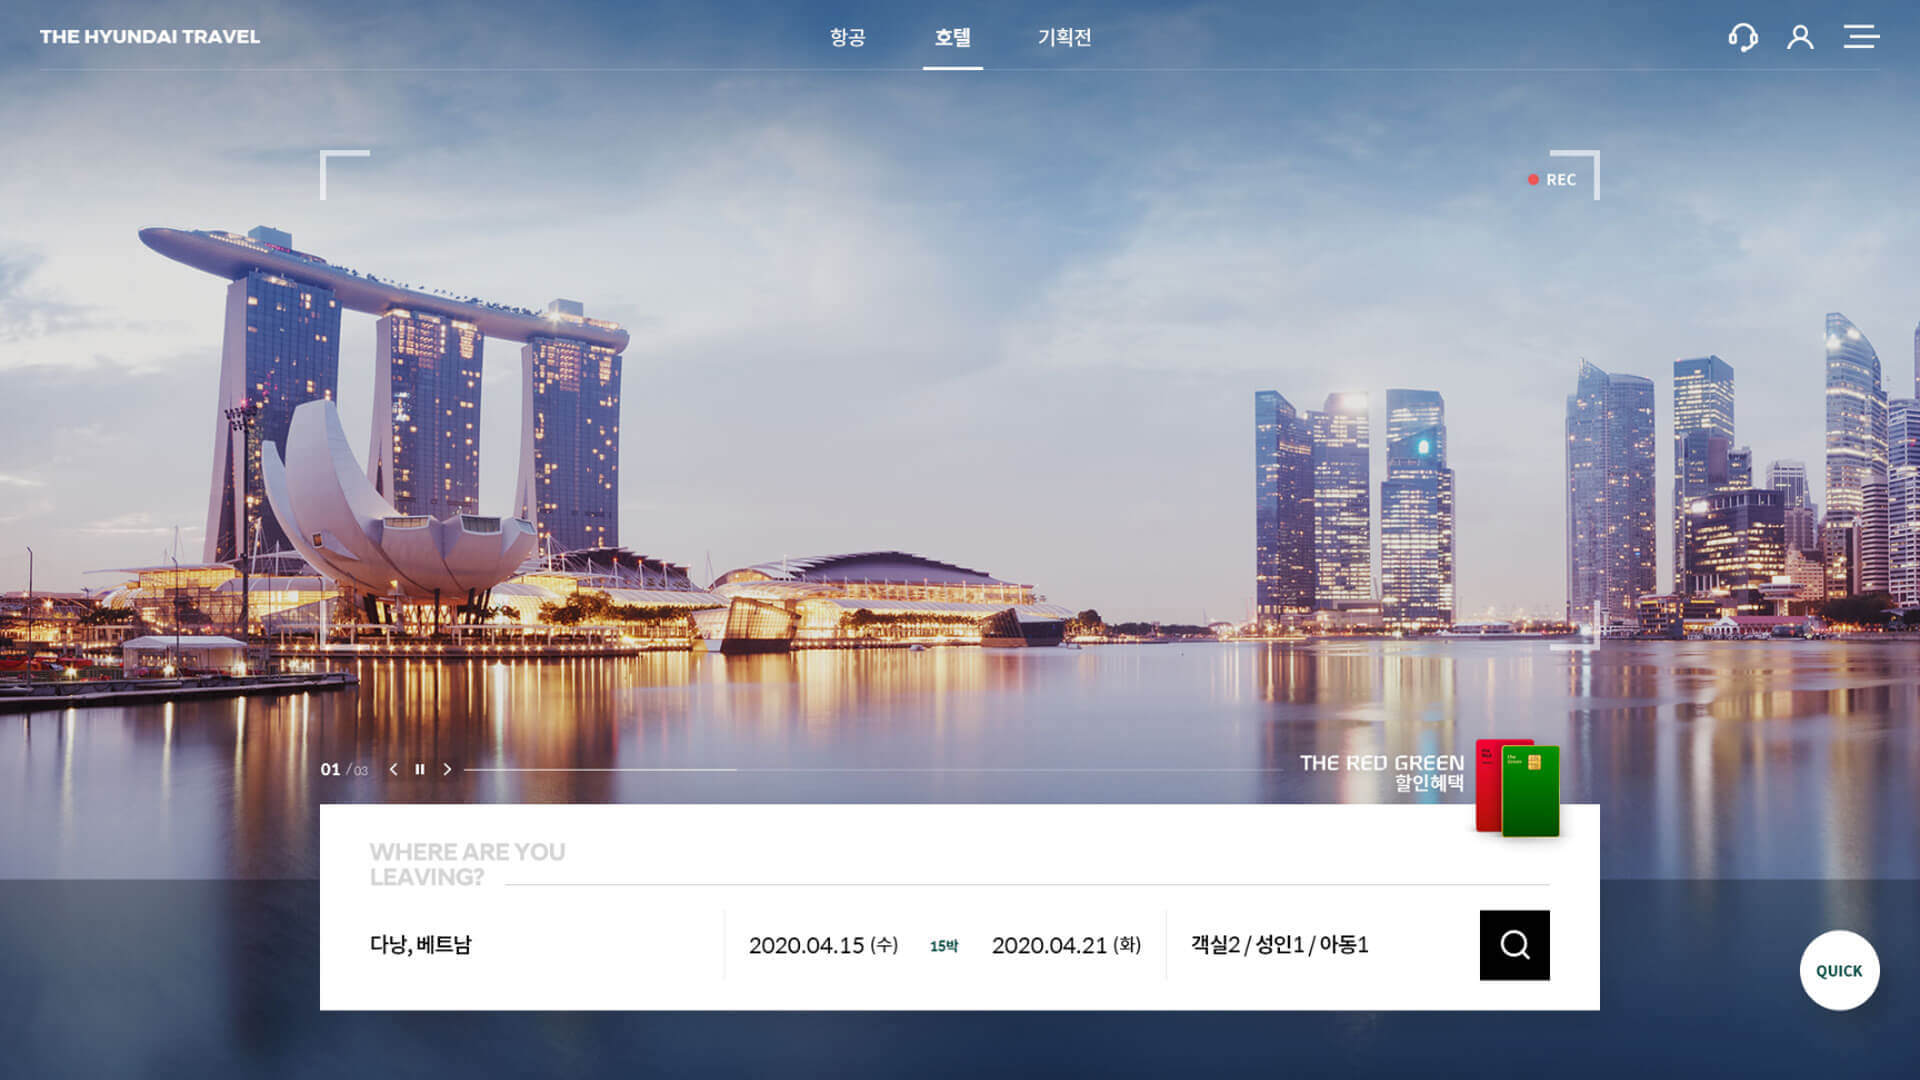 THE HYUNDAI TRAVEL
항공
호텔
기획전
REC
01 / 03
THE RED GREEN
할인혜택
WHERE ARE YOU
LEAVING?
다낭, 베트남
2020.04.15 (수)
15박
2020.04.21 (화)
객실2 / 성인1 / 아동1
QUICK